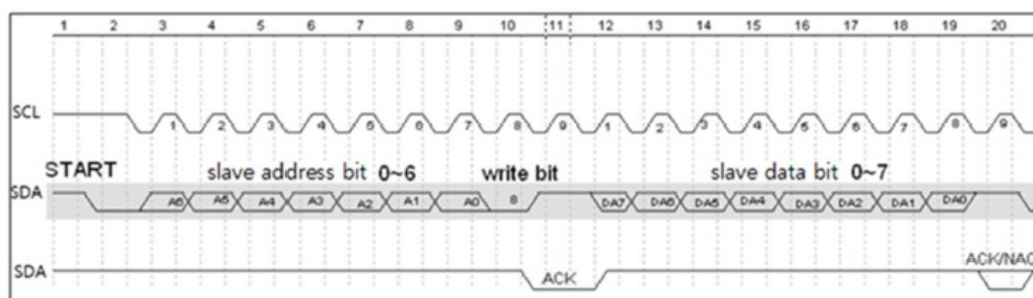 1 2 3 4 5 6 7 8 9 10 11 12 13 14 15 16 17 18 19 20
SCL 1 2 3 4 5 6 7 8 9 1 2 3 4 5 6 7 8 9
START slave address bit 0~6 write bit slave data bit 0~7
SDA A6 A5 A4 A3 A2 A1 A0 8 DA7 DA6 DA5 DA4 DA3 DA2 DA1 DA0
ACK/NAC
SDA ACK